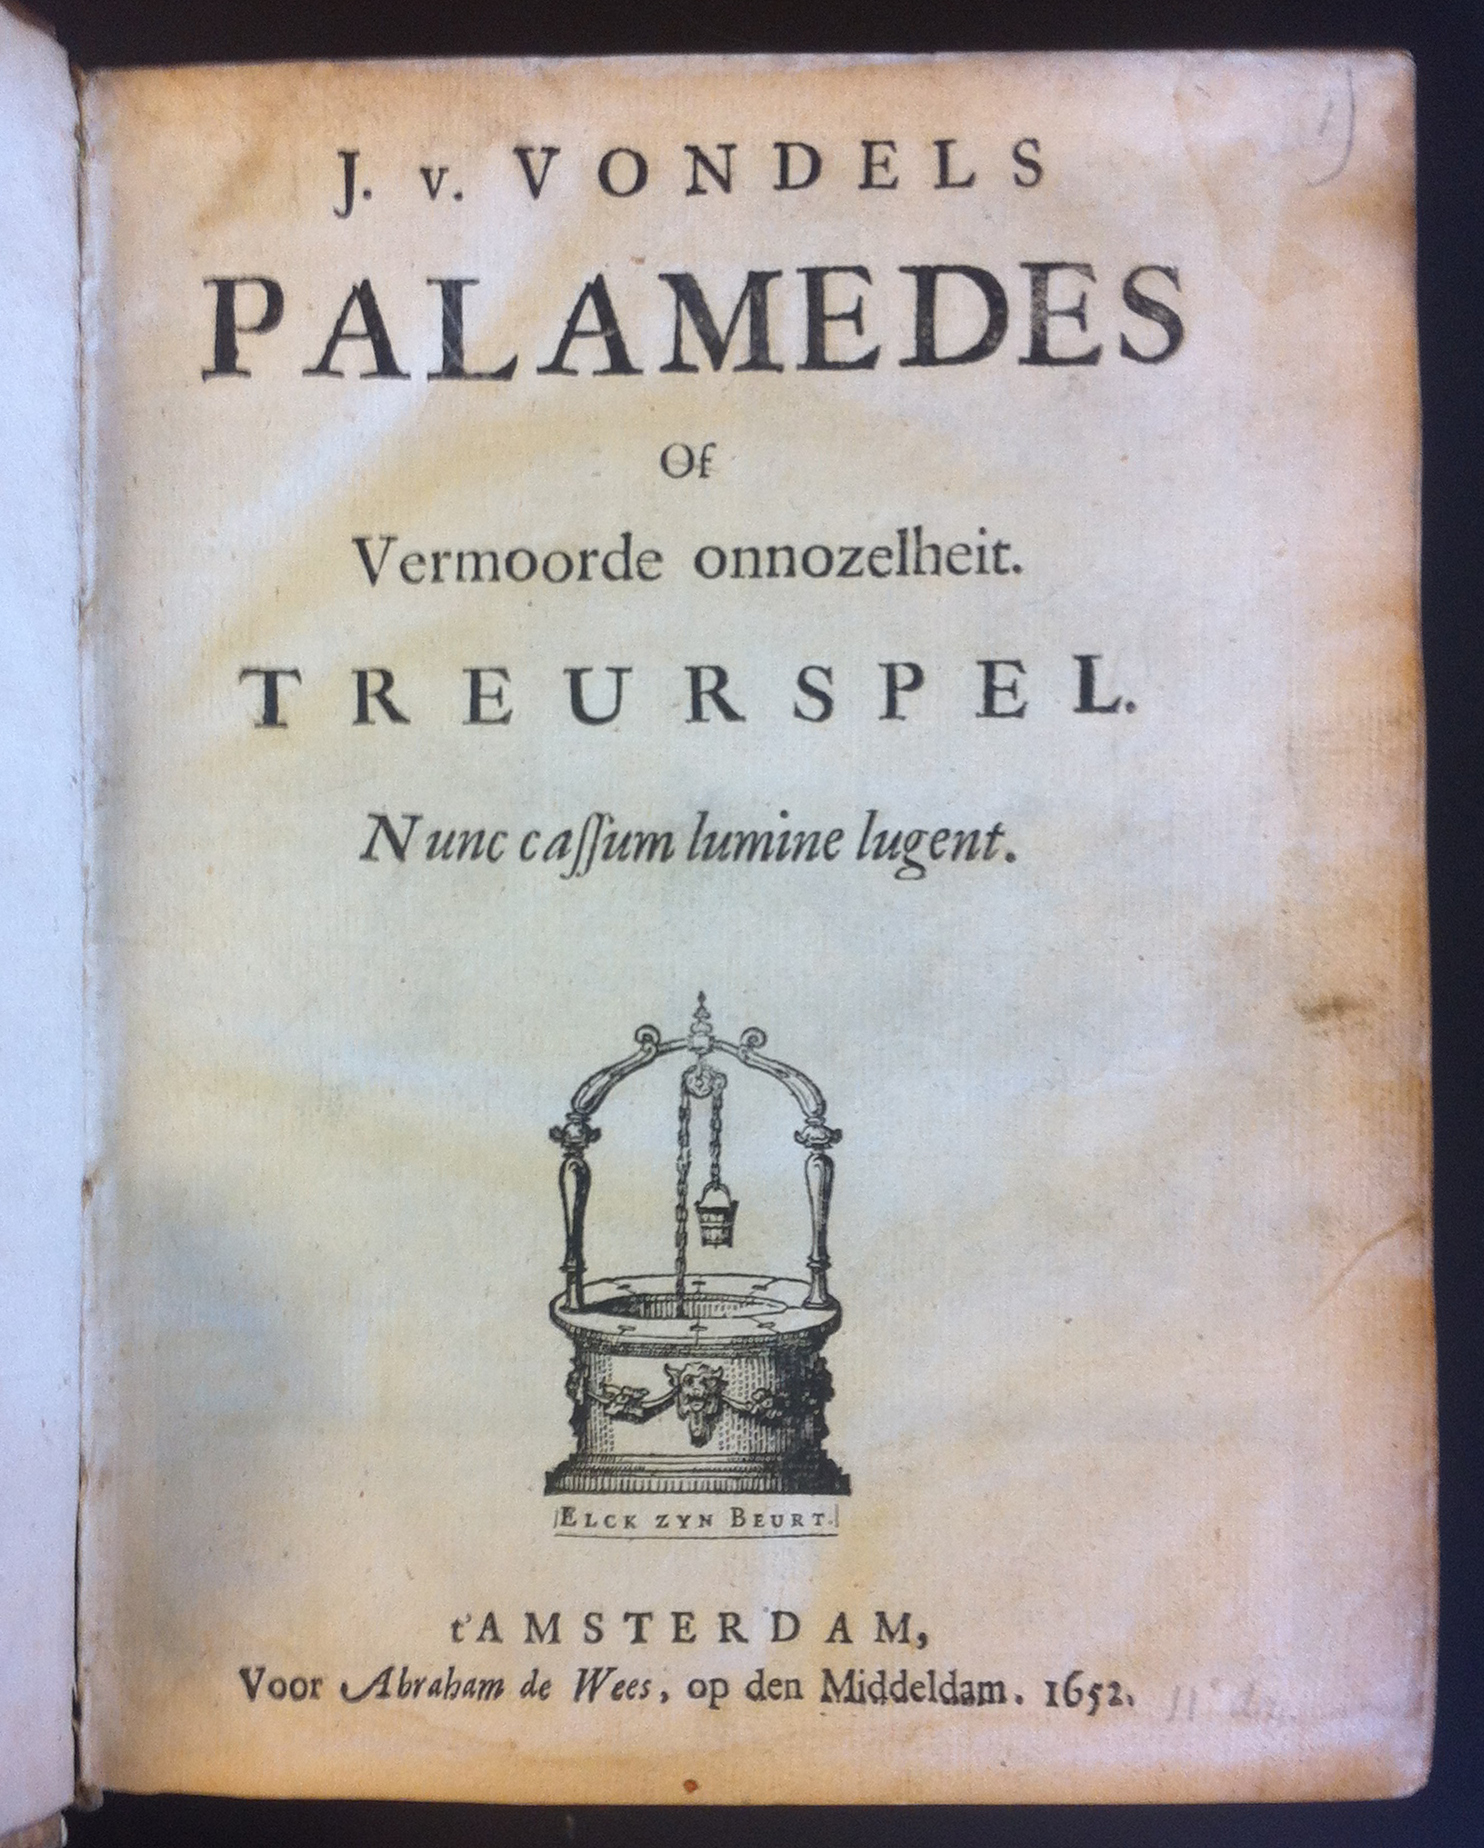 J. v. VONDELS
PALAMEDES
Of
Vermoorde onnozelheit.
TREURSPEL.
Nunc caſſum lumine lugent.
ELCK ZYN BEURT.
t'AMSTERDAM,
Voor Abraham de Wees, op den Middeldam. 1652.